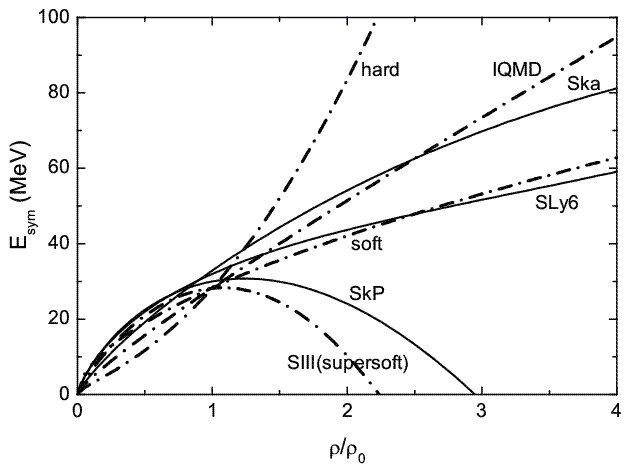 100
80
60
40
20
0
E_sym (MeV)
hard
IQMD
Ska
SLy6
soft
SkP
SIII(supersoft)
0
1
2
3
4
ρ/ρ₀